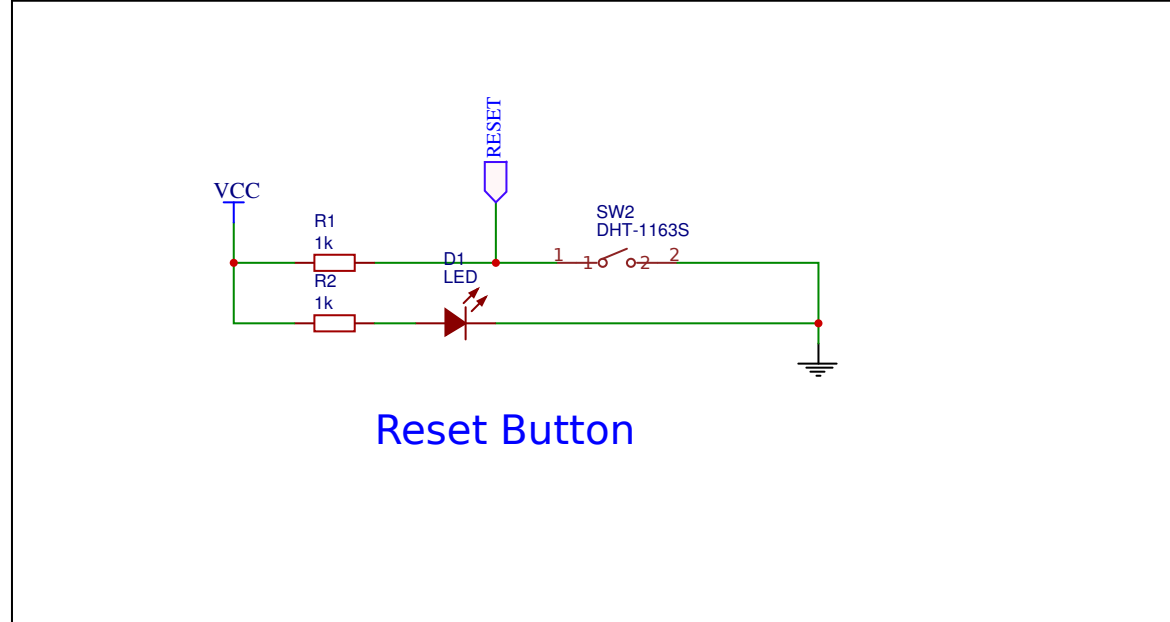 RESET
VCC
R1
1k
SW2
DHT-1163S
D1
LED
1
1
2
2
R2
1k
Reset Button